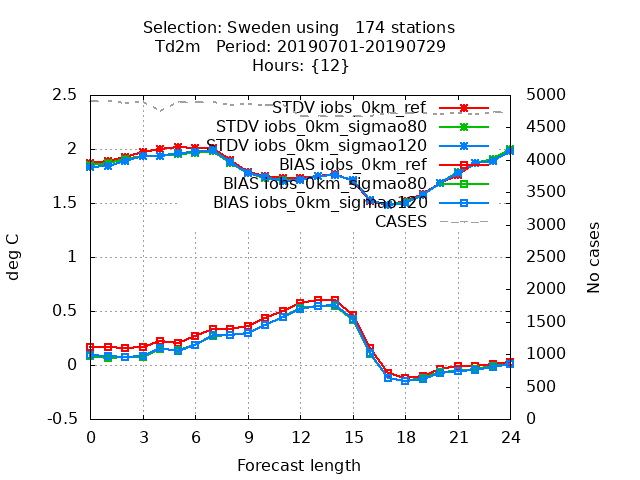 Selection: Sweden using   174 stations
Td2m   Period: 20190701-20190729
Hours: {12}
STDV iobs_0km_ref
STDV iobs_0km_sigmao80
STDV iobs_0km_sigmao120
BIAS iobs_0km_ref
BIAS iobs_0km_sigmao80
BIAS iobs_0km_sigmao120
CASES
deg C
2.5
2
1.5
1
0.5
0
-0.5
5000
4500
4000
3500
3000
2500
2000
1500
1000
500
0
No cases
0 3 6 9 12 15 18 21 24
Forecast length